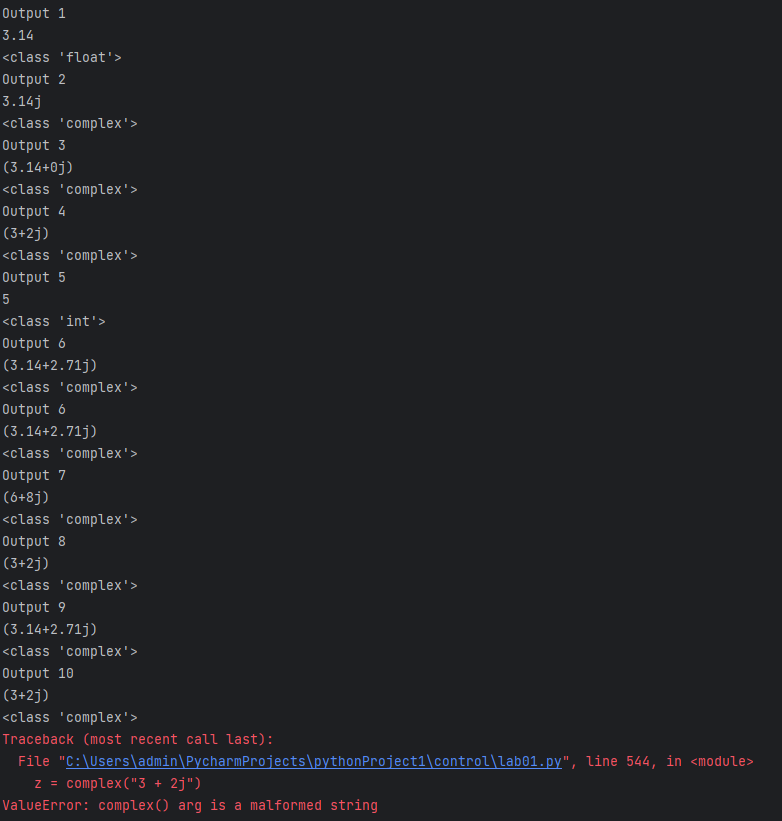 Output 1
3.14
<class 'float'>
Output 2
3.14j
<class 'complex'>
Output 3
(3.14+0j)
<class 'complex'>
Output 4
(3+2j)
<class 'complex'>
Output 5
5
<class 'int'>
Output 6
(3.14+2.71j)
<class 'complex'>
Output 6
(3.14+2.71j)
<class 'complex'>
Output 7
(6+8j)
<class 'complex'>
Output 8
(3+2j)
<class 'complex'>
Output 9
(3.14+2.71j)
<class 'complex'>
Output 10
(3+2j)
<class 'complex'>
Traceback (most recent call last):
  File "C:\Users\admin\PycharmProjects\pythonProject1\control\lab01.py", line 544, in <module>
    z = complex("3 + 2j")
ValueError: complex() arg is a malformed string